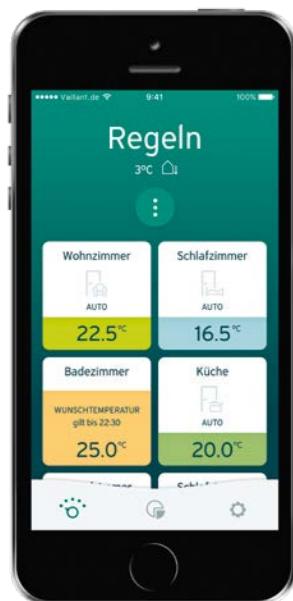 Vaillant.de 9:41 100%
Regeln
3°C
Wohnzimmer
AUTO
22.5°C
Schlafzimmer
AUTO
16.5°C
Badezimmer
WUNSCHTEMPERATUR
gilt bis 22:30
25.0°C
Küche
AUTO
20.0°C